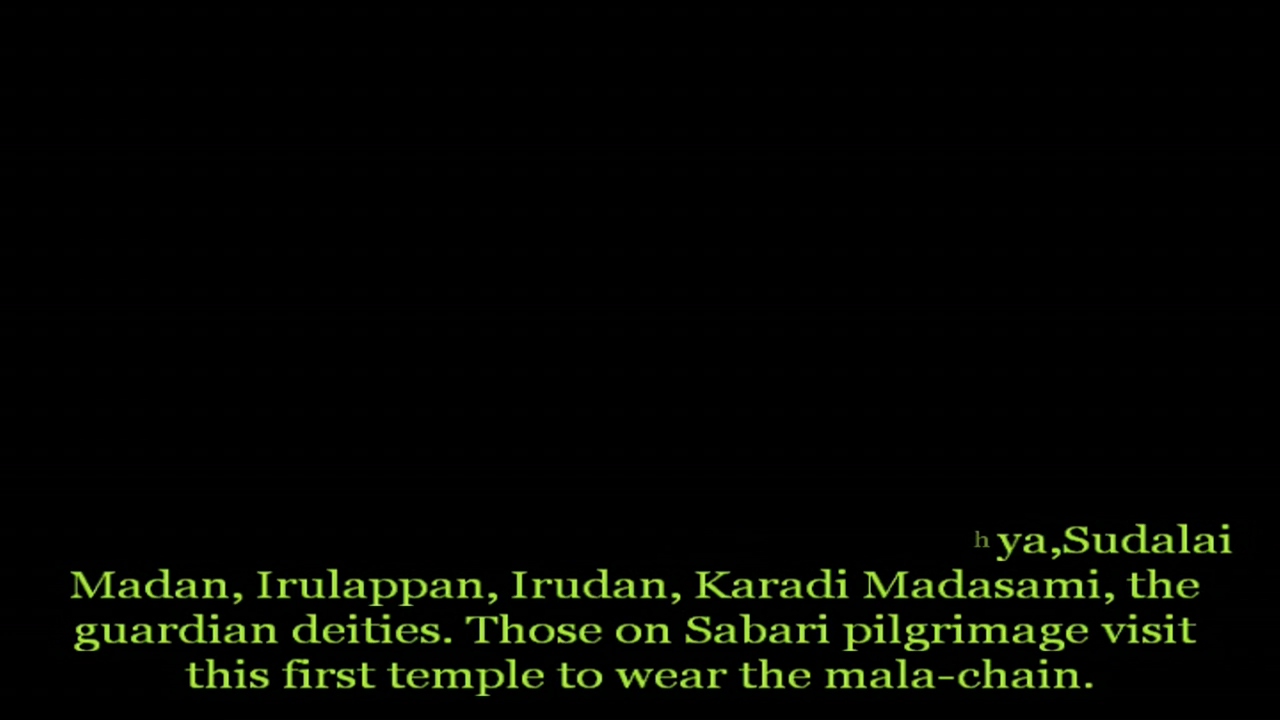 hya,Sudalai
Madan, Irulappan, Irudan, Karadi Madasami, the
guardian deities. Those on Sabari pilgrimage visit
this first temple to wear the mala-chain.